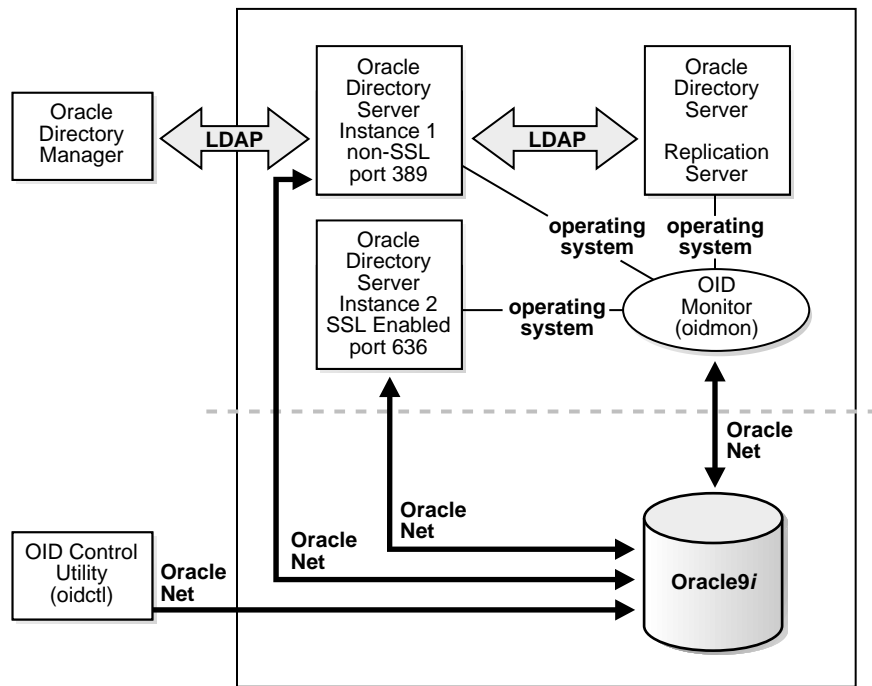 Oracle
Directory
Manager
LDAP
Oracle
Directory
Server
Instance 1
non-SSL
port 389
LDAP
Oracle
Directory
Server
Replication
Server
operating
system
operating
system
Oracle
Directory
Server
Instance 2
SSL Enabled
port 636
operating
system
OID
Monitor
(oidmon)
Oracle
Net
Oracle
Net
Oracle
Net
OID Control
Utility
(oidctl)
Oracle
Net
Oracle9i